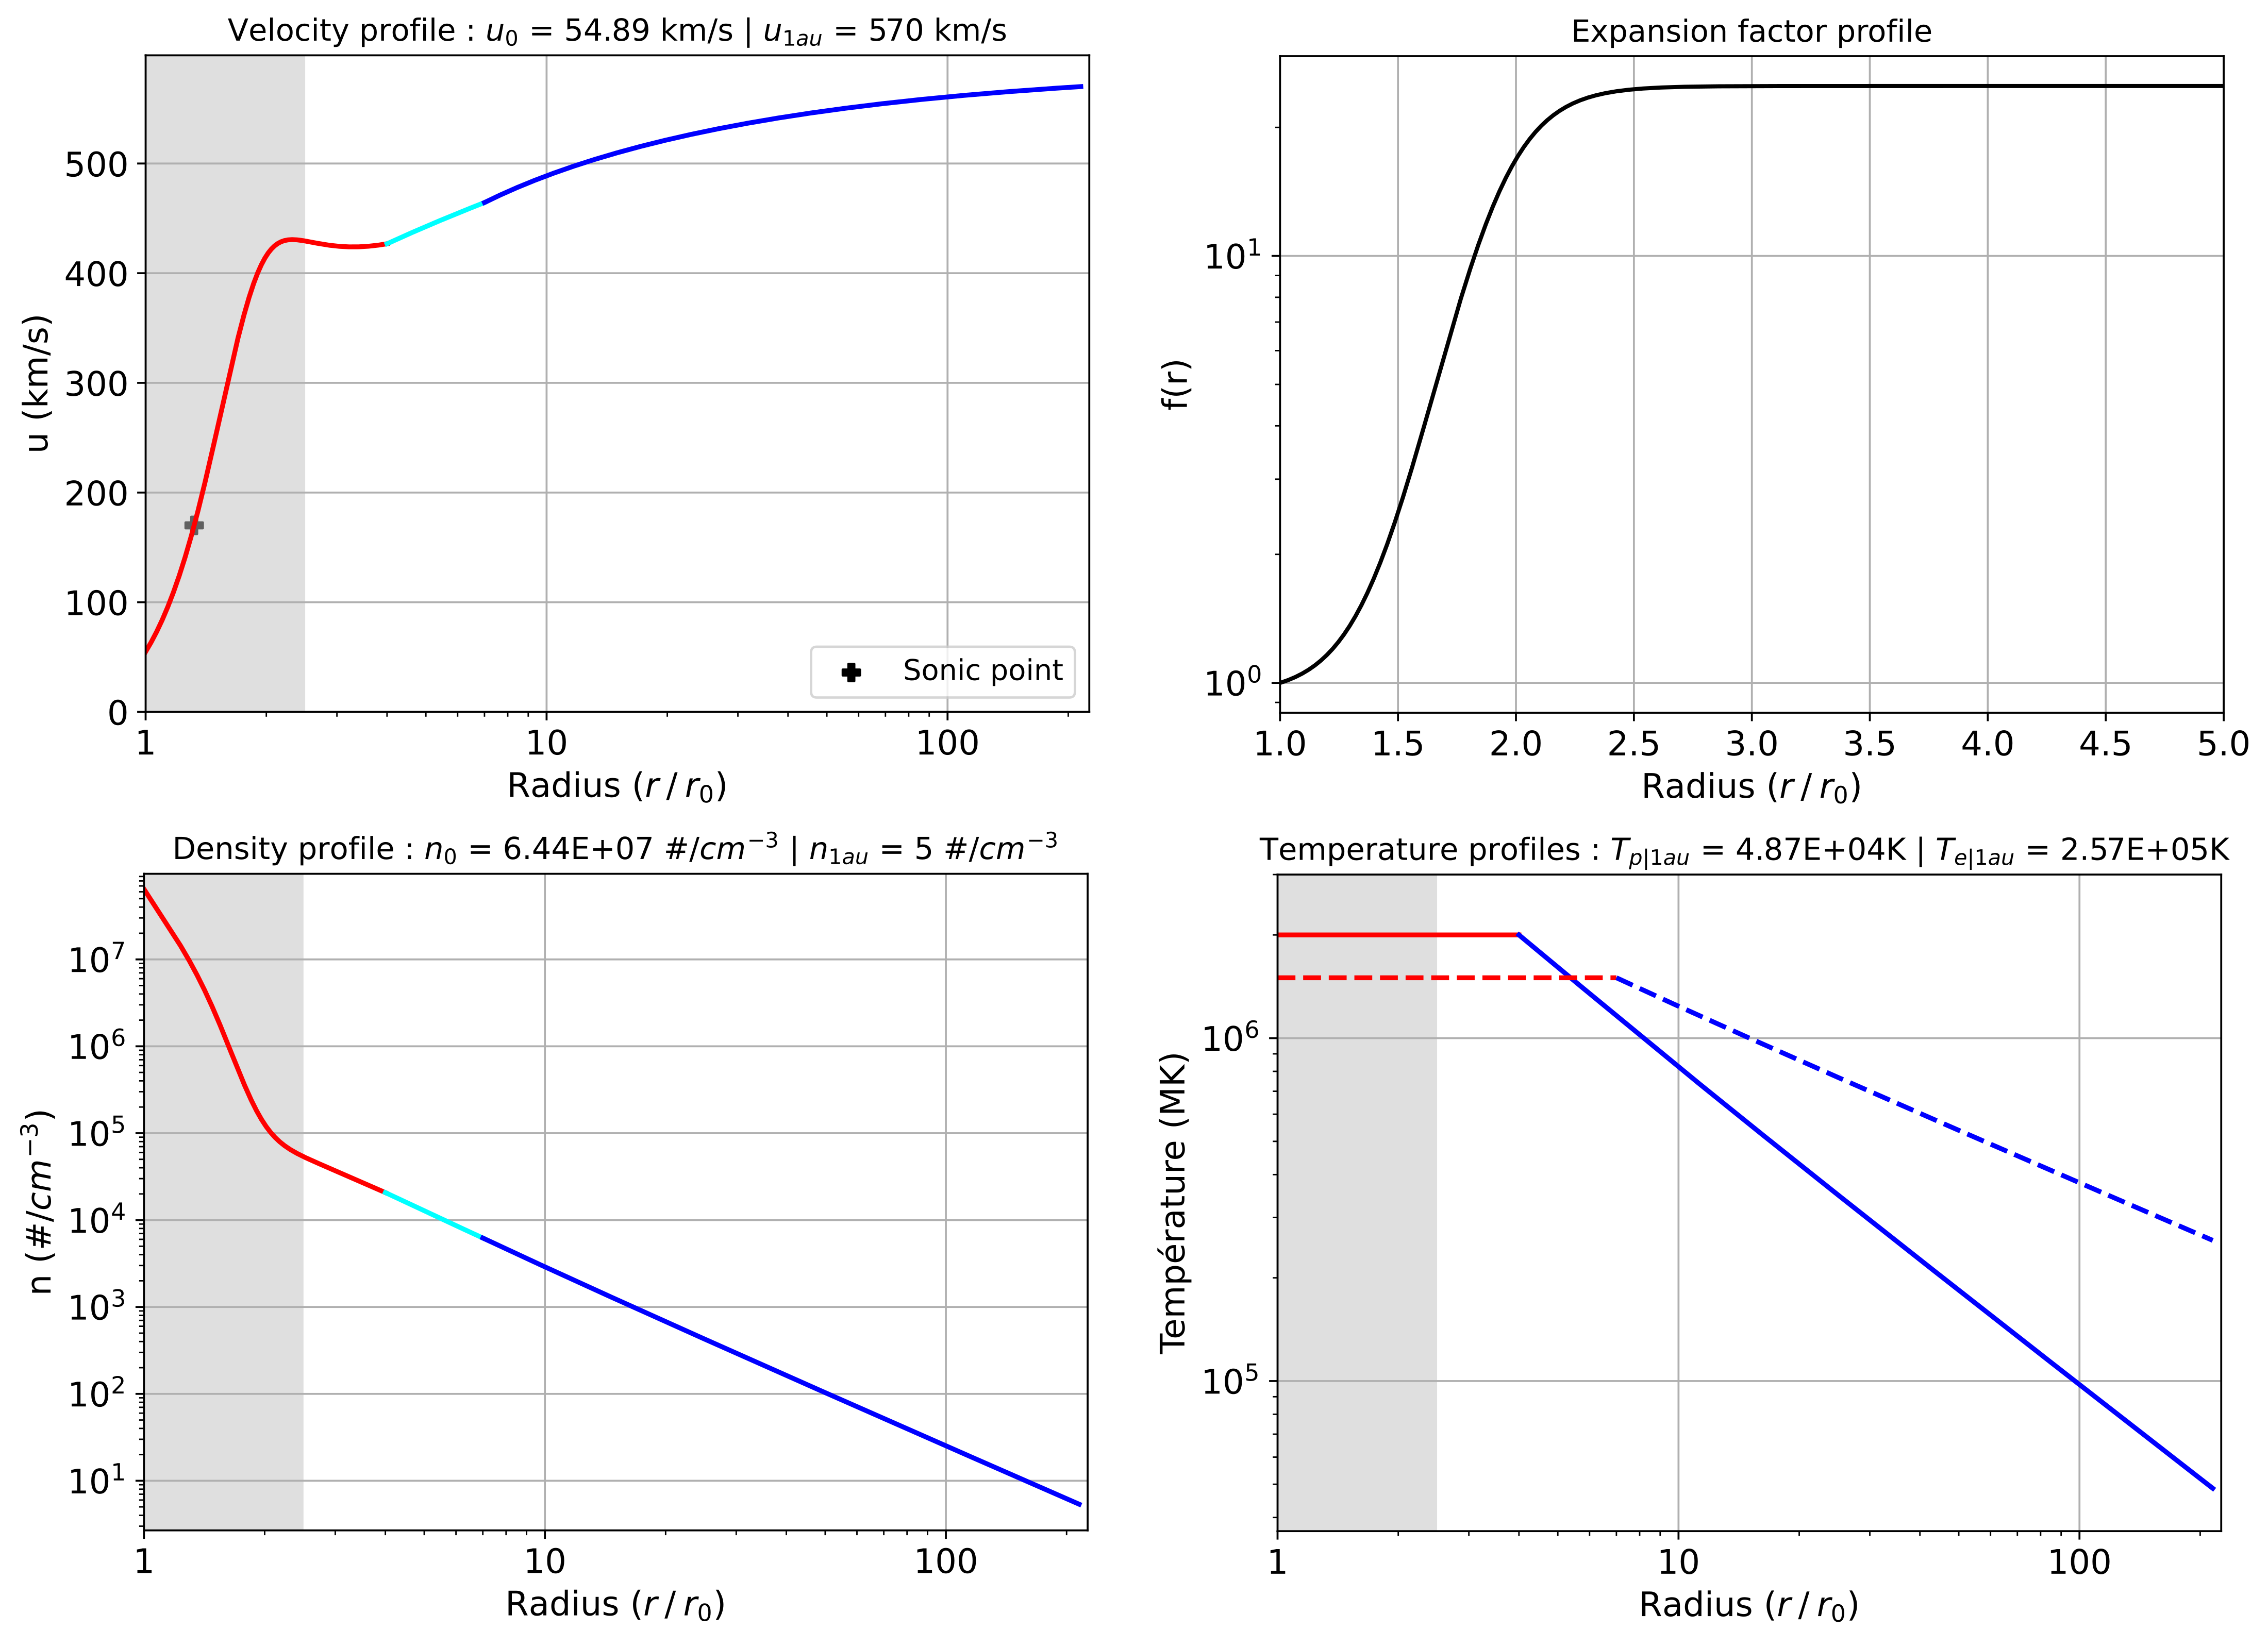 Velocity profile : u₀ = 54.89 km/s | u₁ₐᵤ = 570 km/s
u (km/s)
500
400
300
200
100
0
Sonic point
1 10 100
Radius (r / r₀)
Expansion factor profile
f(r)
10¹
10⁰
1.0 1.5 2.0 2.5 3.0 3.5 4.0 4.5 5.0
Radius (r / r₀)
Density profile : n₀ = 6.44E+07 #/cm⁻³ | n₁ₐᵤ = 5 #/cm⁻³
n (#/cm⁻³)
10⁷
10⁶
10⁵
10⁴
10³
10²
10¹
1 10 100
Radius (r / r₀)
Temperature profiles : Tₚ|₁ₐᵤ = 4.87E+04K | Tₑ|₁ₐᵤ = 2.57E+05K
Température (MK)
10⁶
10⁵
1 10 100
Radius (r / r₀)